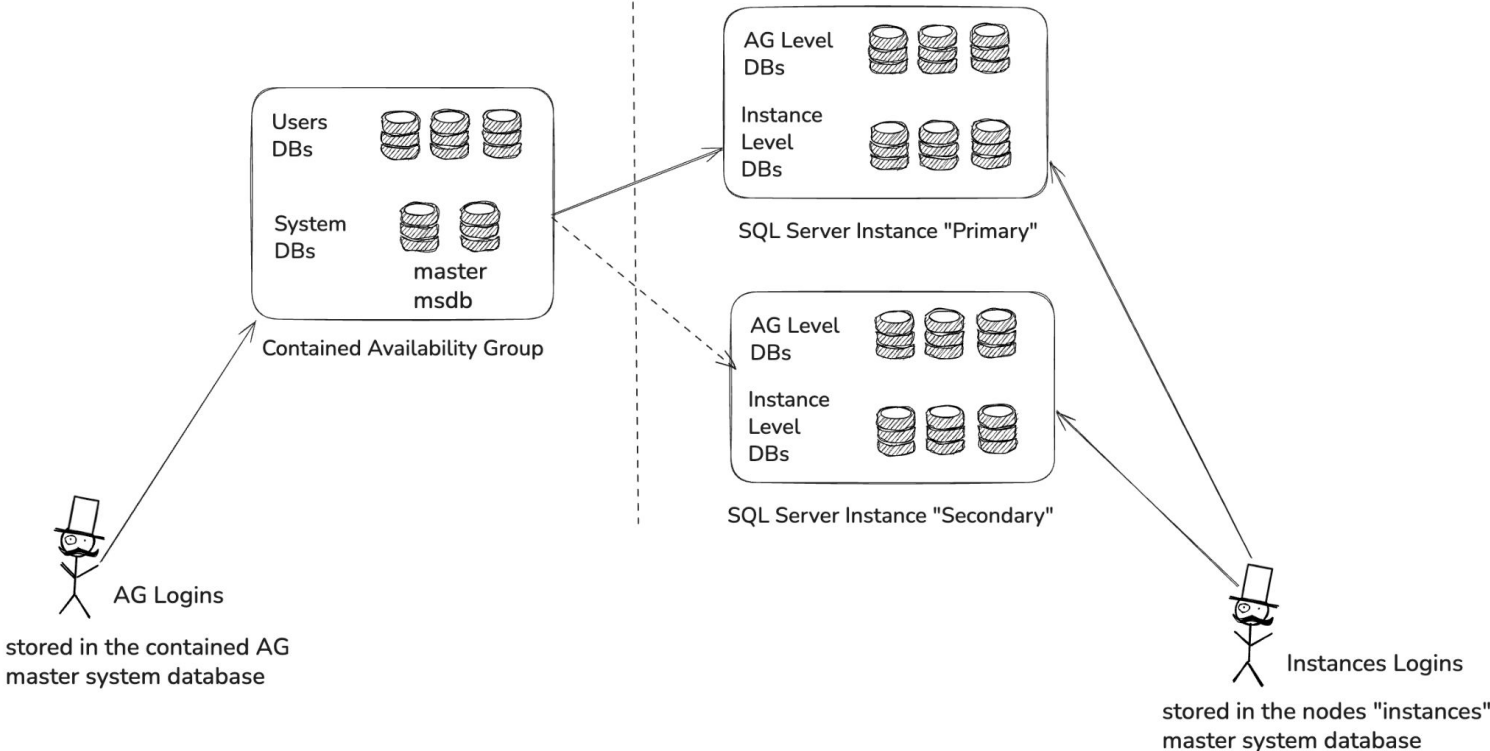 Users
DBs
System
DBs
master
msdb
Contained Availability Group
AG Logins
stored in the contained AG
master system database
AG Level
DBs
Instance
Level
DBs
SQL Server Instance "Primary"
AG Level
DBs
Instance
Level
DBs
SQL Server Instance "Secondary"
Instances Logins
stored in the nodes "instances"
master system database